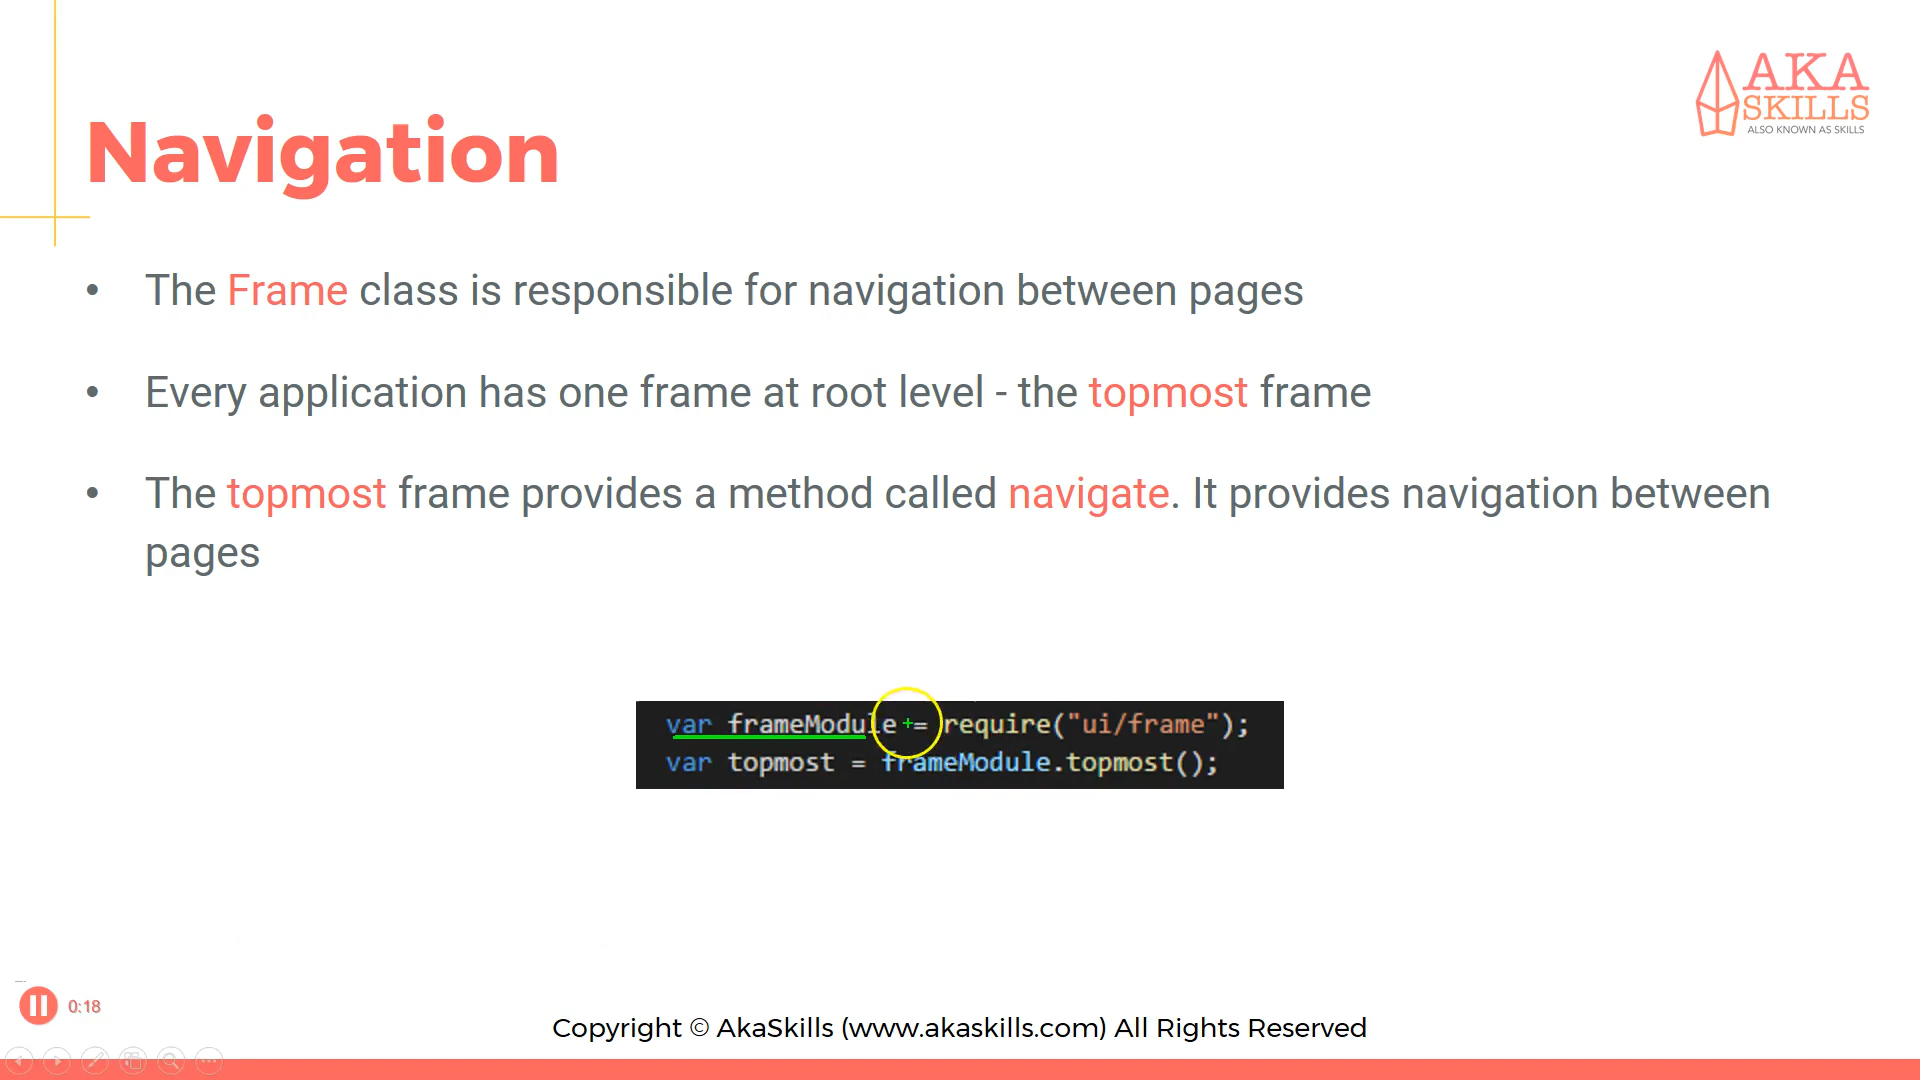 AKA
SKILLS
ALSO KNOWN AS SKILLS
Navigation
• The Frame class is responsible for navigation between pages
• Every application has one frame at root level - the topmost frame
• The topmost frame provides a method called navigate. It provides navigation between
pages
var frameModule = require("ui/frame");
var topmost = frameModule.topmost();
0:18
Copyright © AkaSkills (www.akaskills.com) All Rights Reserved